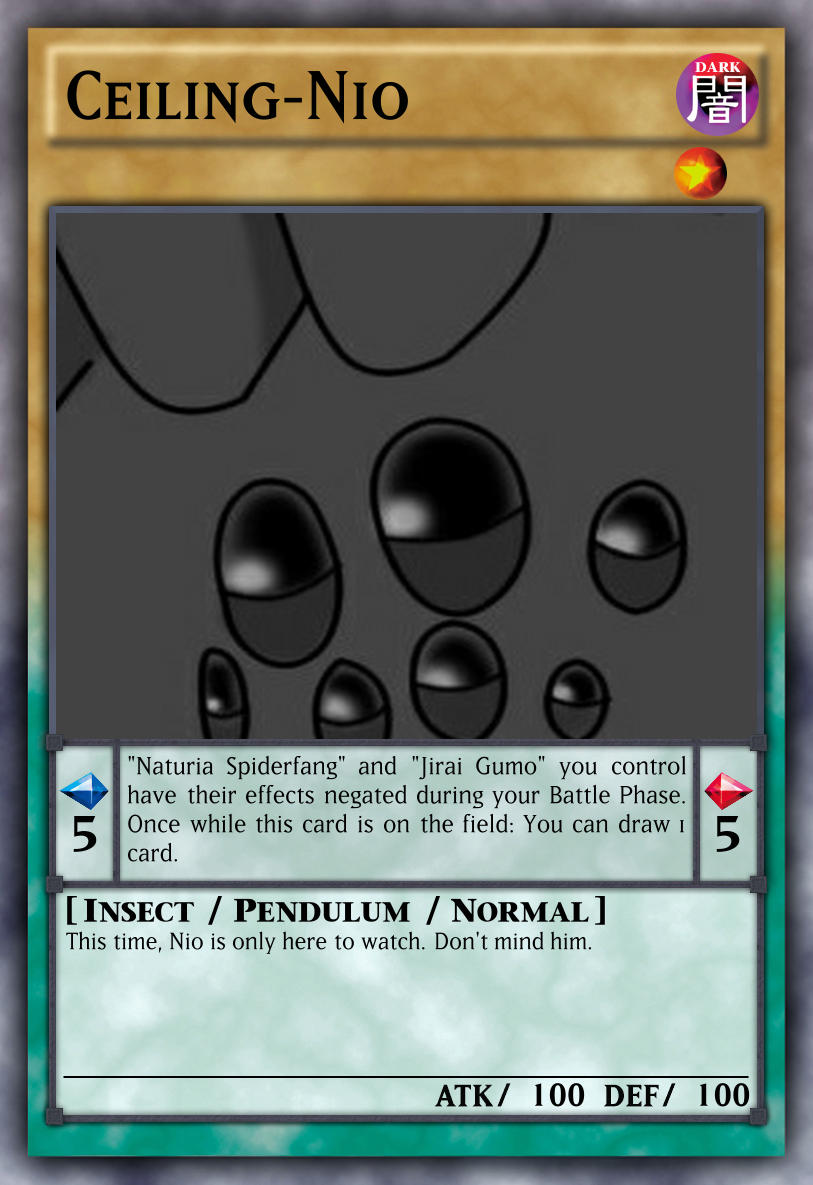 Ceiling-Nio
DARK
闇
"Naturia Spiderfang" and "Jirai Gumo" you control
have their effects negated during your Battle Phase.
Once while this card is on the field: You can draw 1
card.
5
5
[Insect / Pendulum / Normal]
This time, Nio is only here to watch. Don't mind him.
ATK/ 100 DEF/ 100